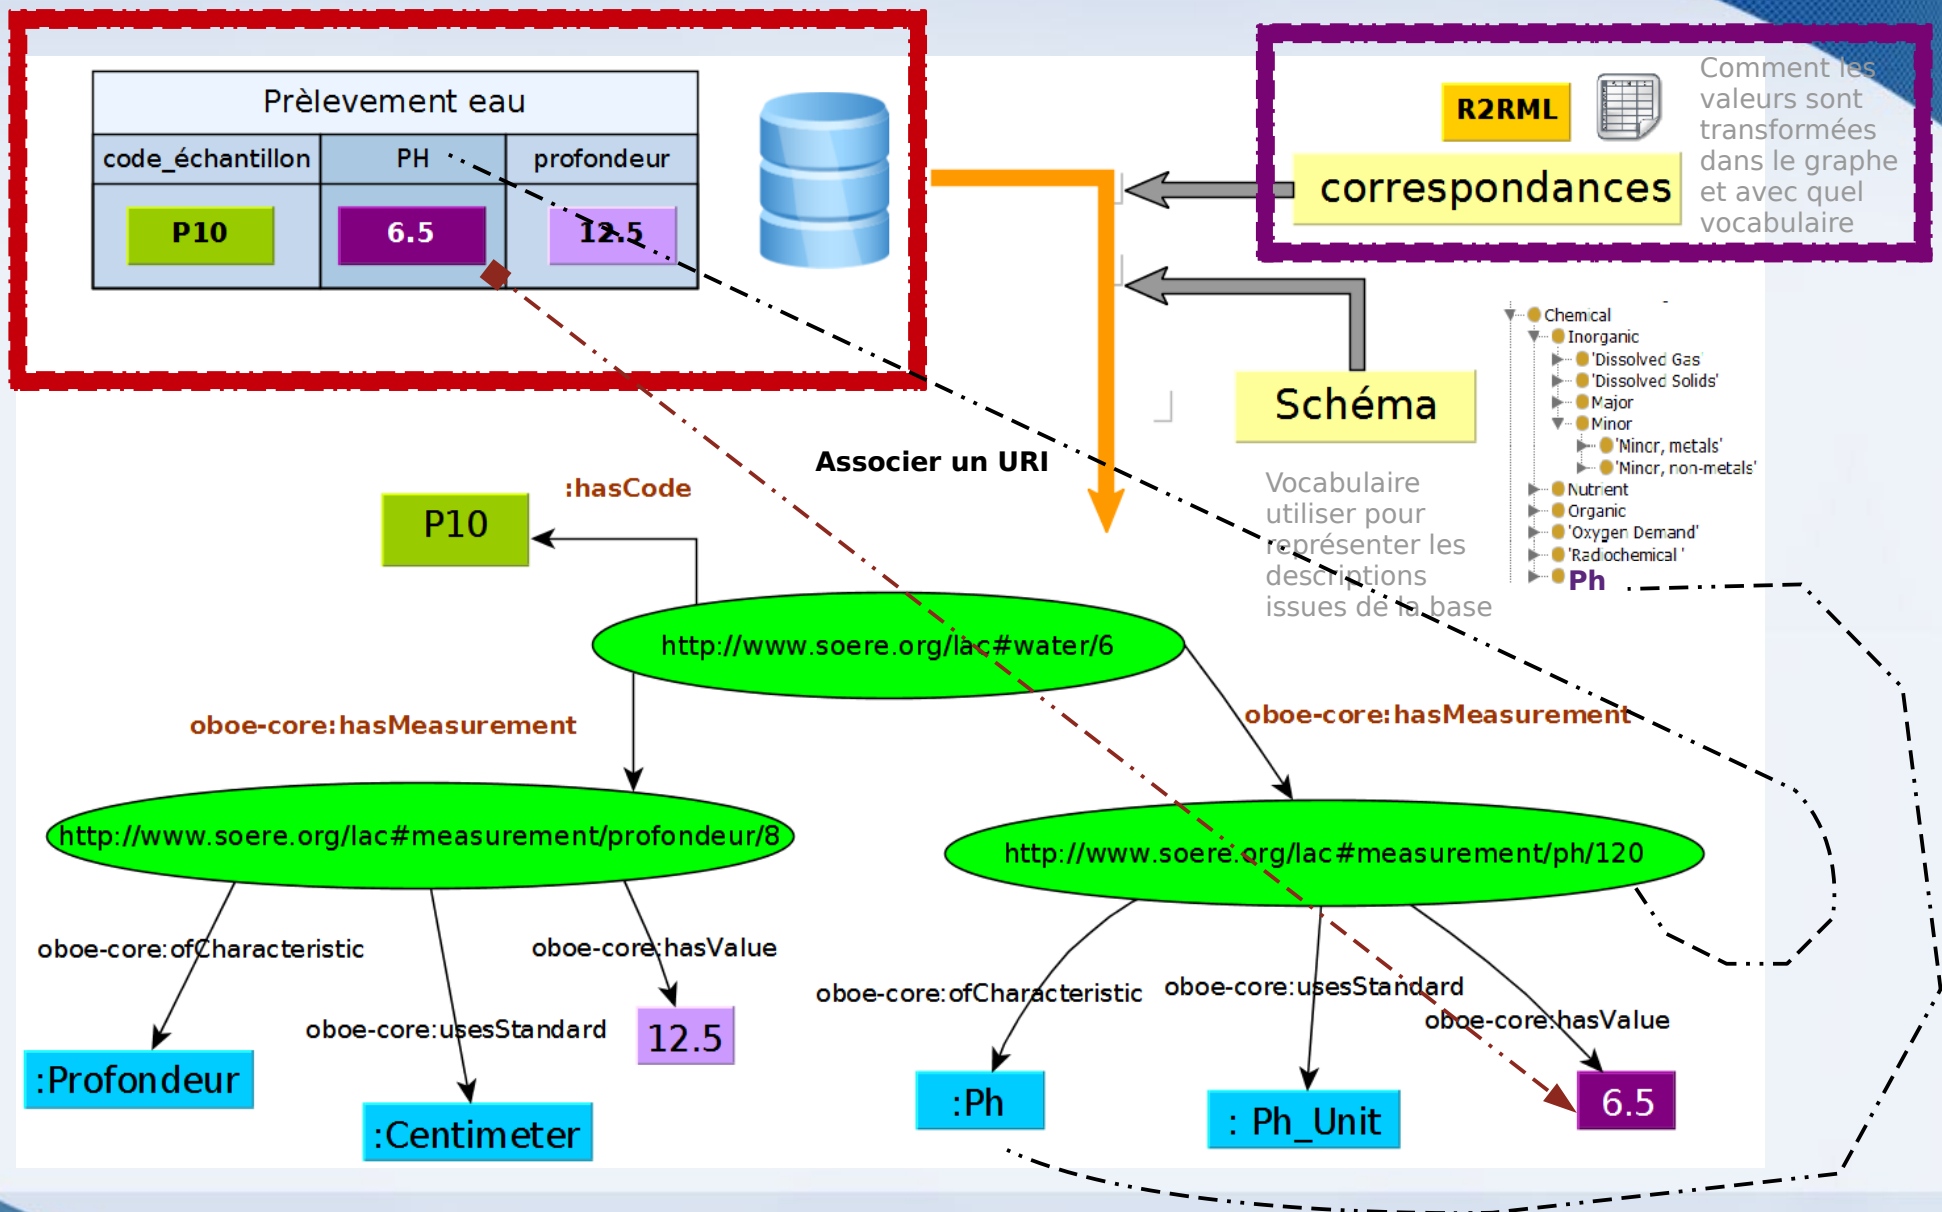 Prèlevement eau
code_échantillon PH profondeur
P10 6.5 12.5
R2RML
correspondances
Comment les
valeurs sont
transformées
dans le graphe
et avec quel
vocabulaire
Schéma
Vocabulaire
utiliser pour
représenter les
descriptions
issues de la base
Chemical
Inorganic
'Dissolved Gas'
'Dissolved Solids'
Major
Minor
'Minor, metals'
'Minor, non-metals'
Nutrient
Organic
'Oxygen Demand'
'Radiochemical '
Ph
Associer un URI
:hasCode
P10
http://www.soere.org/lac#water/6
oboe-core:hasMeasurement
oboe-core:hasMeasurement
http://www.soere.org/lac#measurement/profondeur/8
http://www.soere.org/lac#measurement/ph/120
oboe-core:ofCharacteristic
oboe-core:usesStandard
oboe-core:hasValue
:Profondeur
:Centimeter
12.5
oboe-core:ofCharacteristic
oboe-core:usesStandard
oboe-core:hasValue
:Ph
: Ph_Unit
6.5